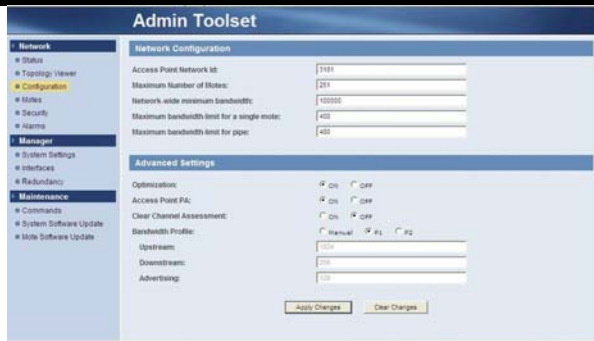 Admin Toolset
Network
Status
Topology Viewer
Configuration
Motes
Security
Alarms
Manager
System Settings
Interfaces
Redundancy
Maintenance
Commands
System Software Update
Mote Software Update
Network Configuration
Access Point Network Id:
Maximum Number of Motes: 251
Network-wide minimum bandwidth: 100000
Maximum bandwidth limit for a single mote: 400
Maximum bandwidth limit for pipe: 400
Advanced Settings
Optimization: ON OFF
Access Point PA: ON OFF
Clear Channel Assessment: ON OFF
Bandwidth Profile: Manual P1 P2
Upstream: 1024
Downstream: 256
Advertising: 128
Apply Changes Clear Changes